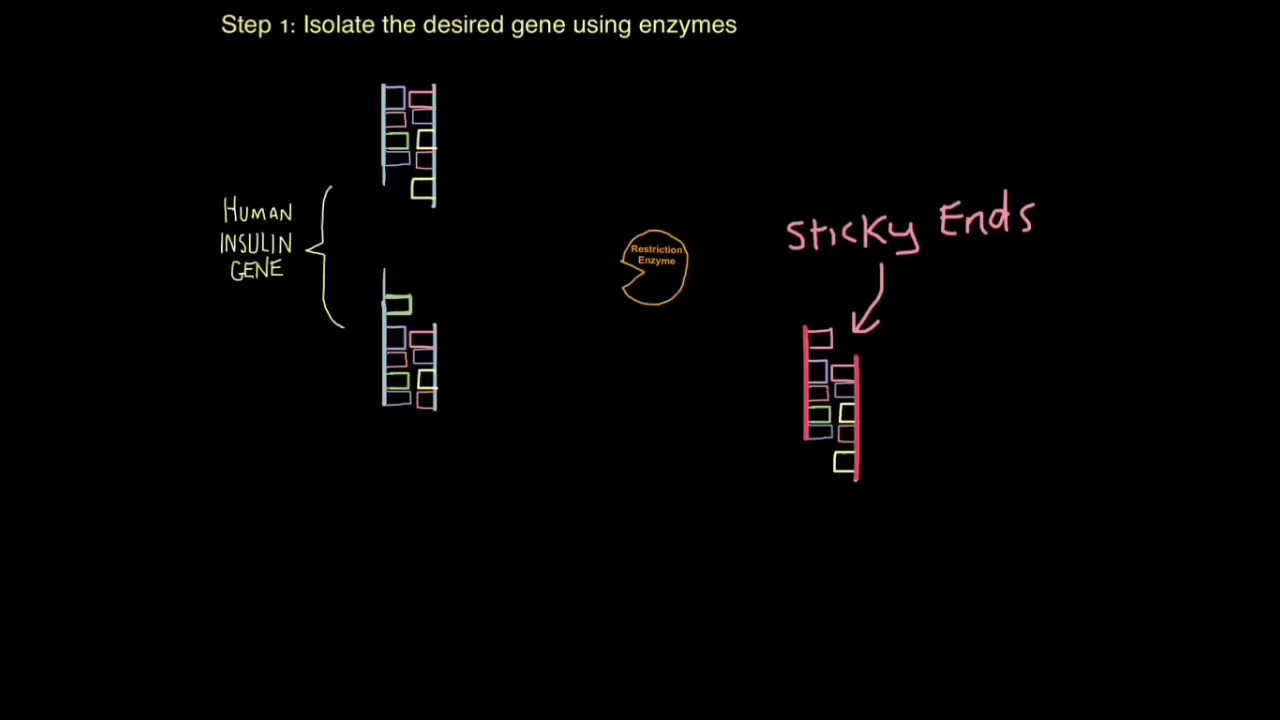 Step 1: Isolate the desired gene using enzymes
HUMAN
INSULIN
GENE
Restriction
Enzyme
Sticky Ends